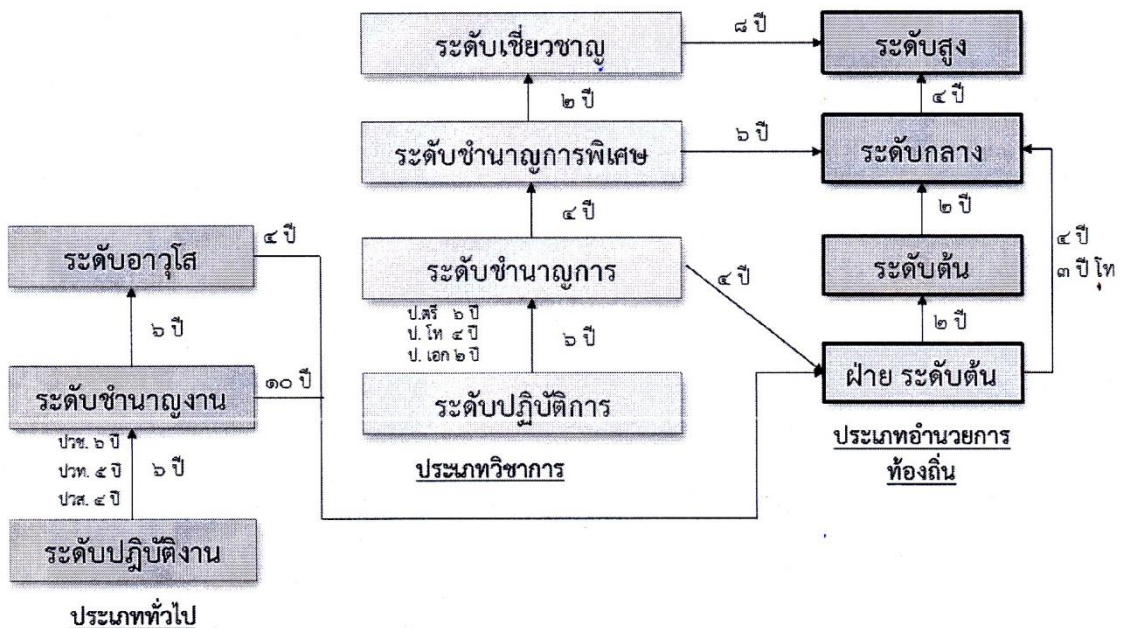 ระดับเชี่ยวชาญ
๘ ปี
ระดับสูง
๒ ปี
๔ ปี
ระดับชำนาญการพิเศษ
๖ ปี
ระดับกลาง
๔ ปี
๒ ปี
๔ ปี
๓ ปี โท
ระดับอาวุโส
๔ ปี
ระดับชำนาญการ
๔ ปี
ระดับต้น
๖ ปี
ป.ตรี ๖ ปี
ป. โท ๔ ปี
ป. เอก ๒ ปี
๖ ปี
๒ ปี
ระดับชำนาญงาน
๑๐ ปี
ระดับปฏิบัติการ
ฝ่าย ระดับต้น
ปวช. ๖ ปี
ปวท. ๕ ปี
ปวส. ๔ ปี
๖ ปี
ประเภทวิชาการ
ประเภทอำนวยการ
ท้องถิ่น
ระดับปฏิบัติงาน
ประเภททั่วไป